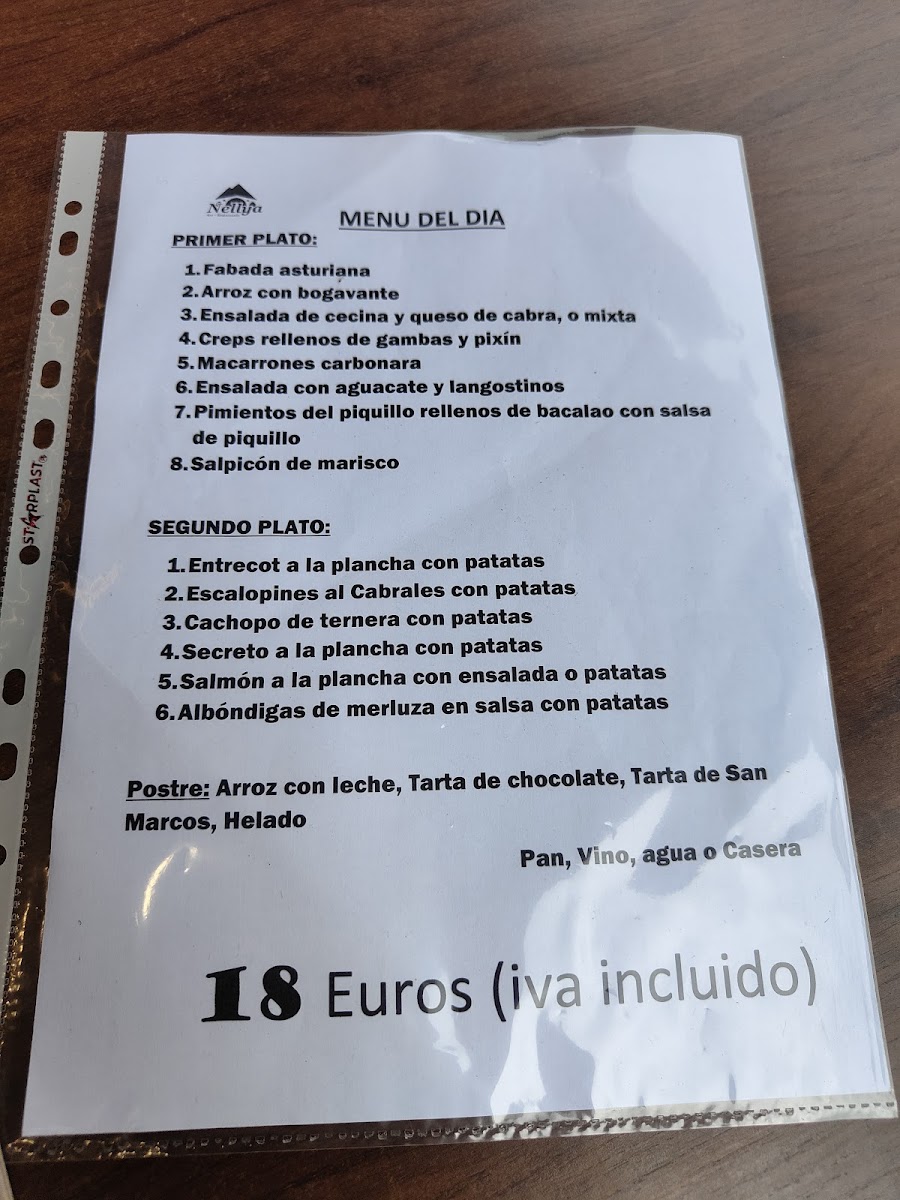 Nellija
MENU DEL DIA
PRIMER PLATO:
1. Fabada asturiana
2. Arroz con bogavante
3. Ensalada de cecina y queso de cabra, o mixta
4. Creps rellenos de gambas y pixín
5. Macarrones carbonara
6. Ensalada con aguacate y langostinos
7. Pimientos del piquillo rellenos de bacalao con salsa
de piquillo
8. Salpicón de marisco
STARPLAST
SEGUNDO PLATO:
1. Entrecot a la plancha con patatas
2. Escalopines al Cabrales con patatas
3. Cachopo de ternera con patatas
4. Secreto a la plancha con patatas
5. Salmón a la plancha con ensalada o patatas
6. Albóndigas de merluza en salsa con patatas
Postre: Arroz con leche, Tarta de chocolate, Tarta de San
Marcos, Helado
Pan, Vino, agua o Casera
18 Euros (iva incluido)